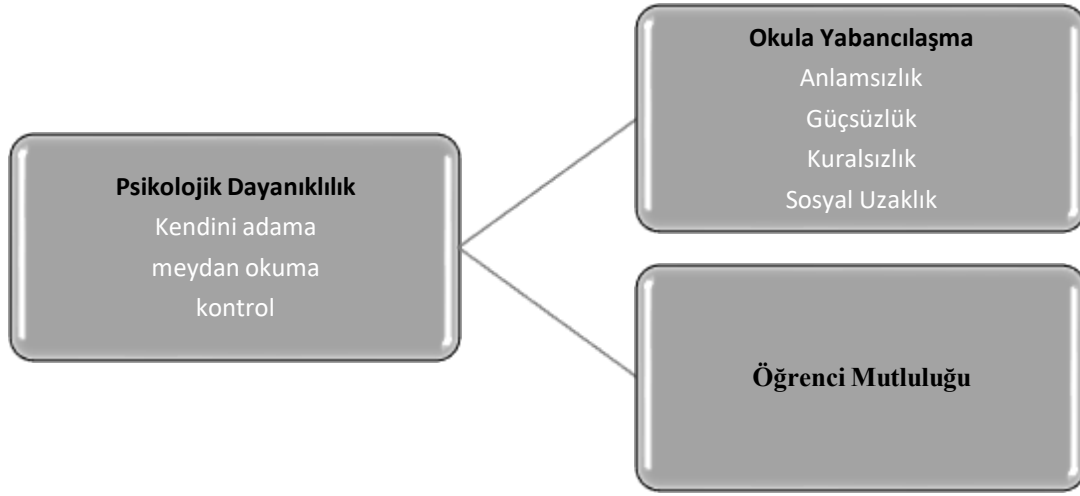 Psikolojik Dayanıklılık
Kendini adama
meydan okuma
kontrol
Okula Yabancılaşma
Anlamsızlık
Güçsüzlük
Kuralsızlık
Sosyal Uzaklık
Öğrenci Mutluluğu